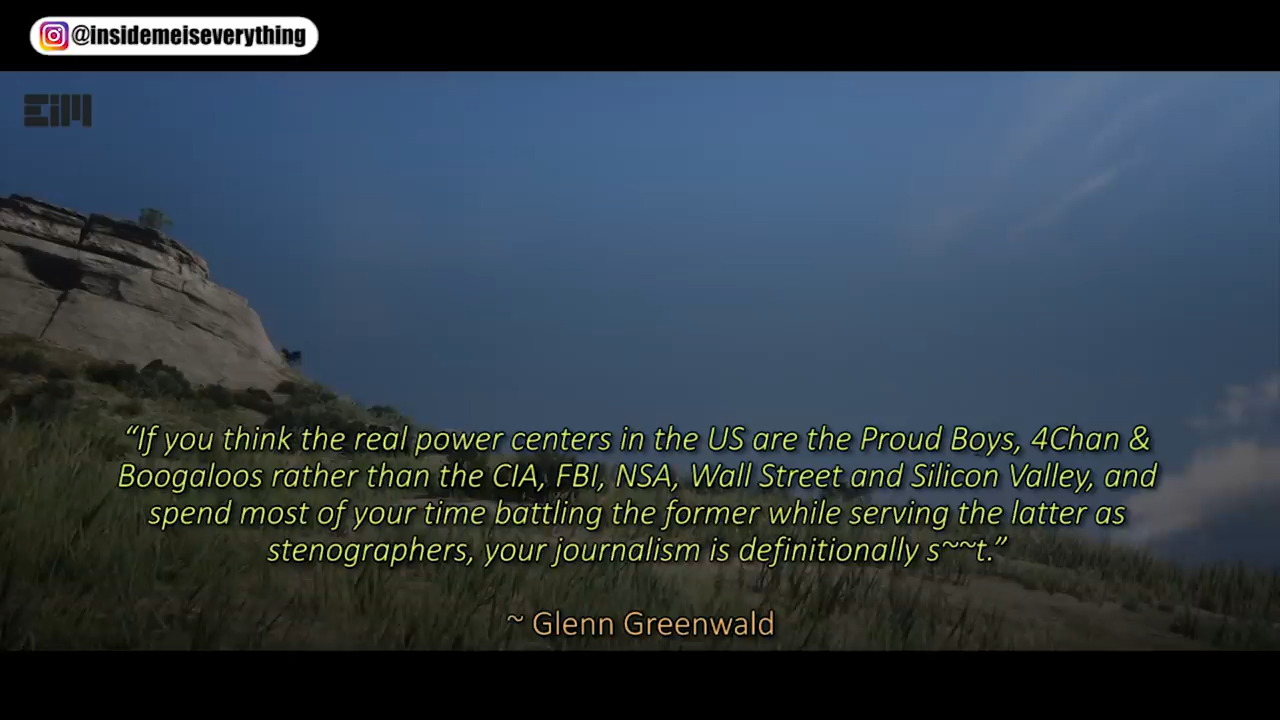 @insidemeiseverything
EiM
“If you think the real power centers in the US are the Proud Boys, 4Chan &
Boogaloos rather than the CIA, FBI, NSA, Wall Street and Silicon Valley, and
spend most of your time battling the former while serving the latter as
stenographers, your journalism is definitionally s~~t.”
~ Glenn Greenwald